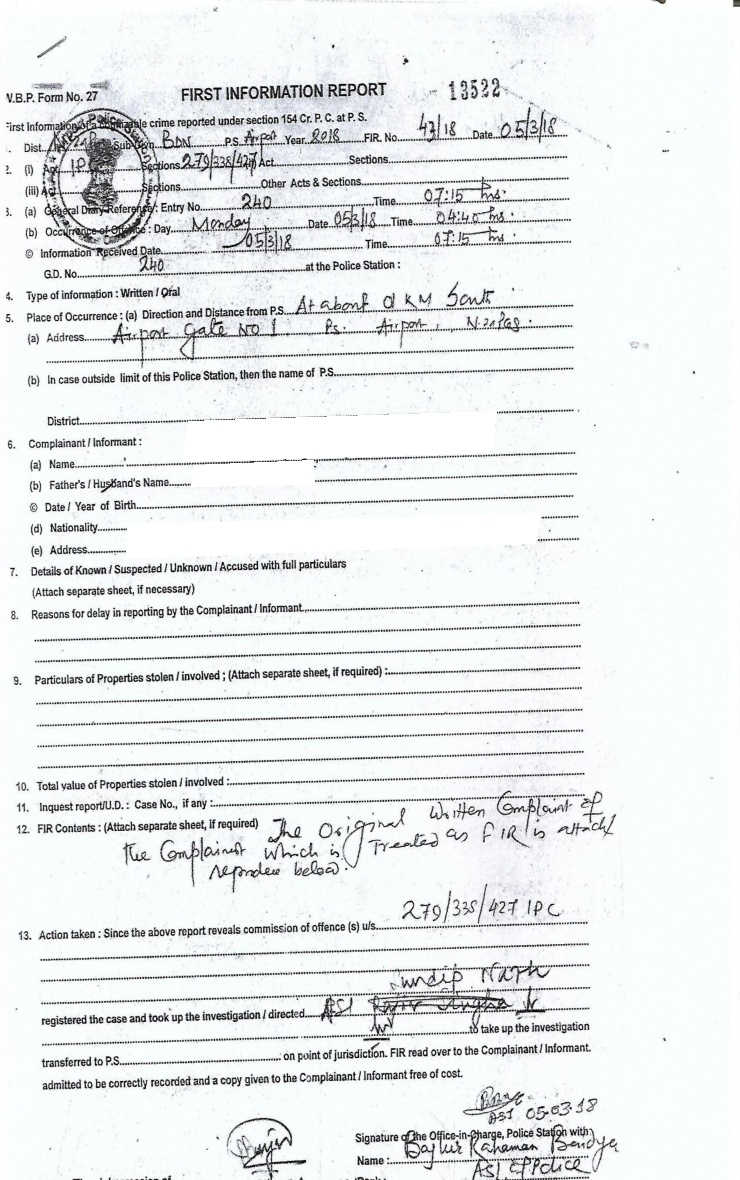 V.B.P. Form No. 27
FIRST INFORMATION REPORT
13522
First Information of a cognizable crime reported under section 154 Cr. P. C. at P. S.
Dist. Sub-Divn. BDN P.S. Airport Year 2018 FIR. No. 43/18 Date 05/3/18
2. (i) Act IPC Sections 279/338/427 Act Sections
(iii) Act Sections Other Acts & Sections
3. (a) General Diary Reference : Entry No. 240 Time 07:15 hrs.
(b) Occurrence of Offence : Day Monday Date 05/3/18 Time 04:40 hrs.
© Information Received Date 05/3/18 Time 07:15 hrs.
G.D. No. 240 at the Police Station :
4. Type of information : Written / Oral
5. Place of Occurrence : (a) Direction and Distance from P.S. At about KM South
(a) Address Airport Gate No 1 Ps. Airport, N. 24 Pgs.
(b) In case outside limit of this Police Station, then the name of P.S.
District
6. Complainant / Informant :
(a) Name
(b) Father's / Husband's Name
© Date / Year of Birth
(d) Nationality
(e) Address
7. Details of Known / Suspected / Unknown / Accused with full particulars
(Attach separate sheet, if necessary)
8. Reasons for delay in reporting by the Complainant / Informant
9. Particulars of Properties stolen / involved ; (Attach separate sheet, if required) :
10. Total value of Properties stolen / involved :
11. Inquest report/U.D. : Case No., if any :
12. FIR Contents : (Attach separate sheet, if required) The Original Written Complaint of
the Complainant which is Treated as FIR is attach/
below.
13. Action taken : Since the above report reveals commission of offence (s) u/s. 279/338/427 IPC
Sundip Nath
registered the case and took up the investigation / directed ASI
to take up the investigation
transferred to P.S. on point of jurisdiction. FIR read over to the Complainant / Informant.
admitted to be correctly recorded and a copy given to the Complainant / Informant free of cost.
ASI 05.03.18
Signature of the Office-in-Charge, Police Station with
Name : Rahaman
ASI Police